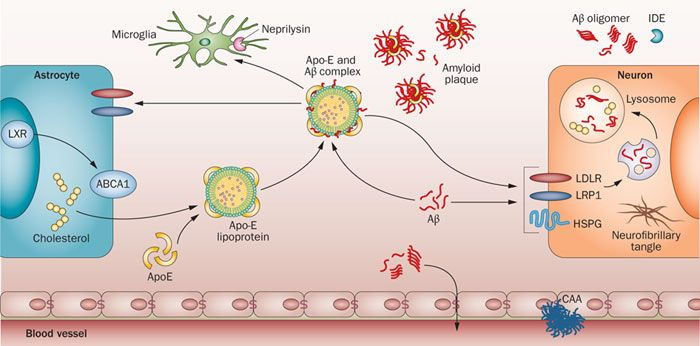 Aβ oligomer
IDE
Microglia
Neprilysin
Apo-E and
Aβ complex
Amyloid
plaque
Astrocyte
Neuron
Lysosome
LXR
ABCA1
LDLR
LRP1
HSPG
Cholesterol
Apo-E
lipoprotein
Aβ
Neurofibrillary
tangle
ApoE
CAA
Blood vessel